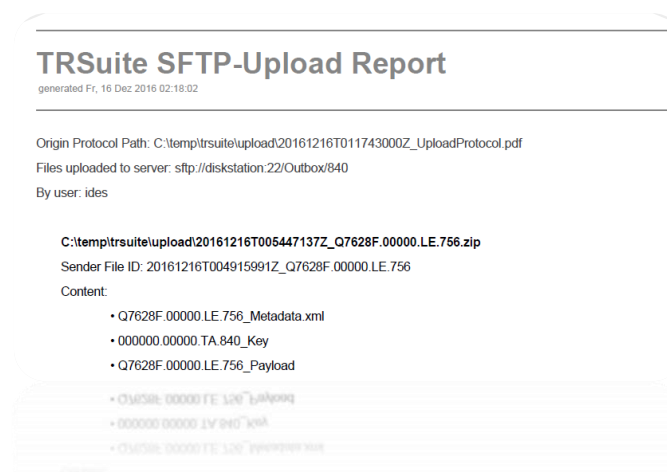 TRSuite SFTP-Upload Report
generated Fr, 16 Dez 2016 02:18:02
Origin Protocol Path: C:\temp\trsuite\upload\20161216T011743000Z_UploadProtocol.pdf
Files uploaded to server: sftp://diskstation:22/Outbox/840
By user: ides
C:\temp\trsuite\upload\20161216T005447137Z_Q7628F.00000.LE.756.zip
Sender File ID: 20161216T004915991Z_Q7628F.00000.LE.756
Content:
• Q7628F.00000.LE.756_Metadata.xml
• 000000.00000.TA.840_Key
• Q7628F.00000.LE.756_Payload